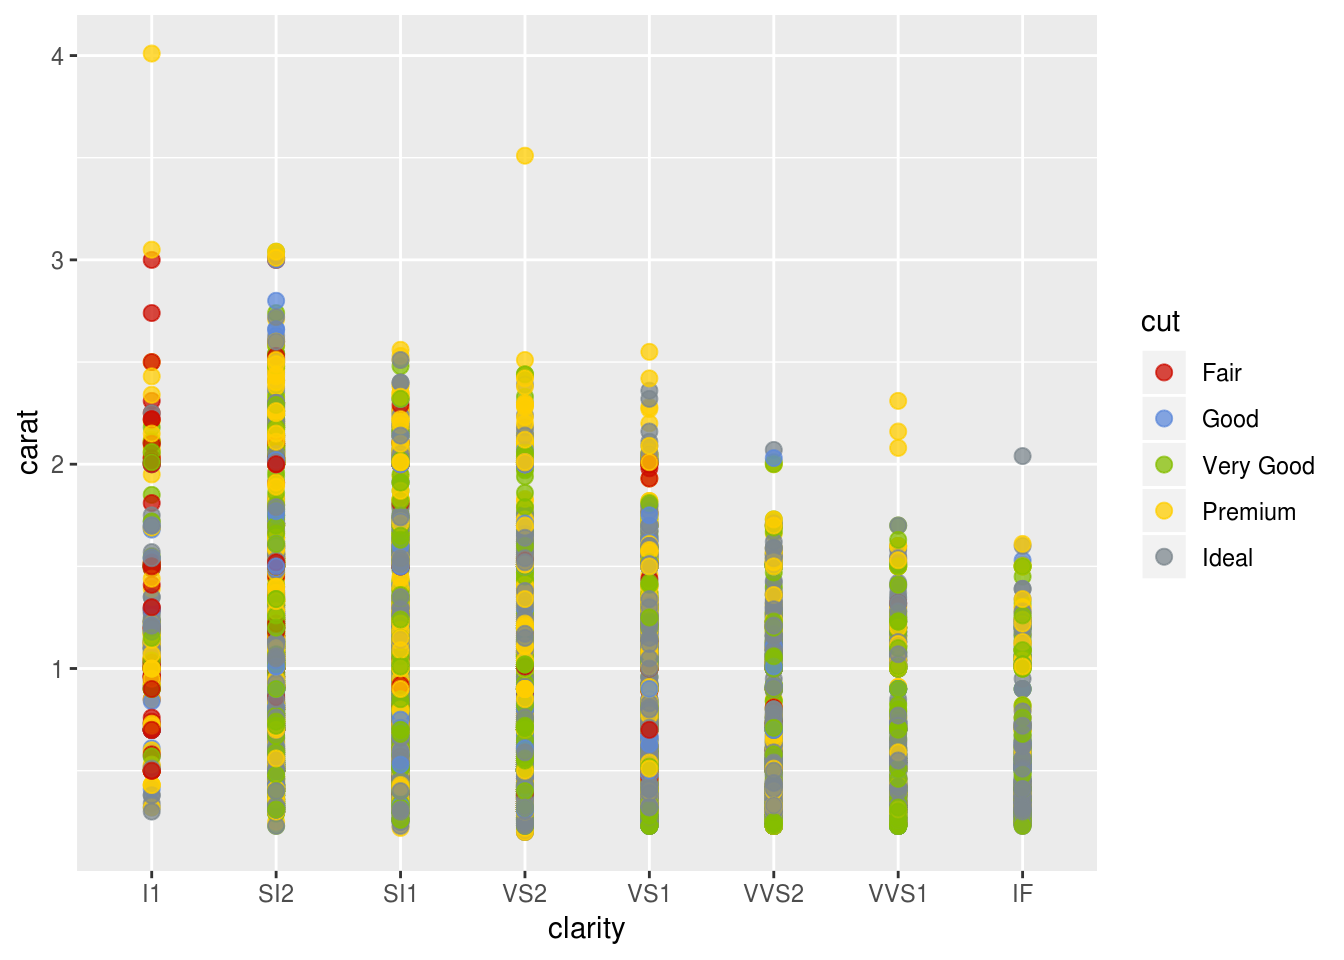 4
3
2
1
carat
I1 SI2 SI1 VS2 VS1 VVS2 VVS1 IF
clarity
cut
Fair
Good
Very Good
Premium
Ideal